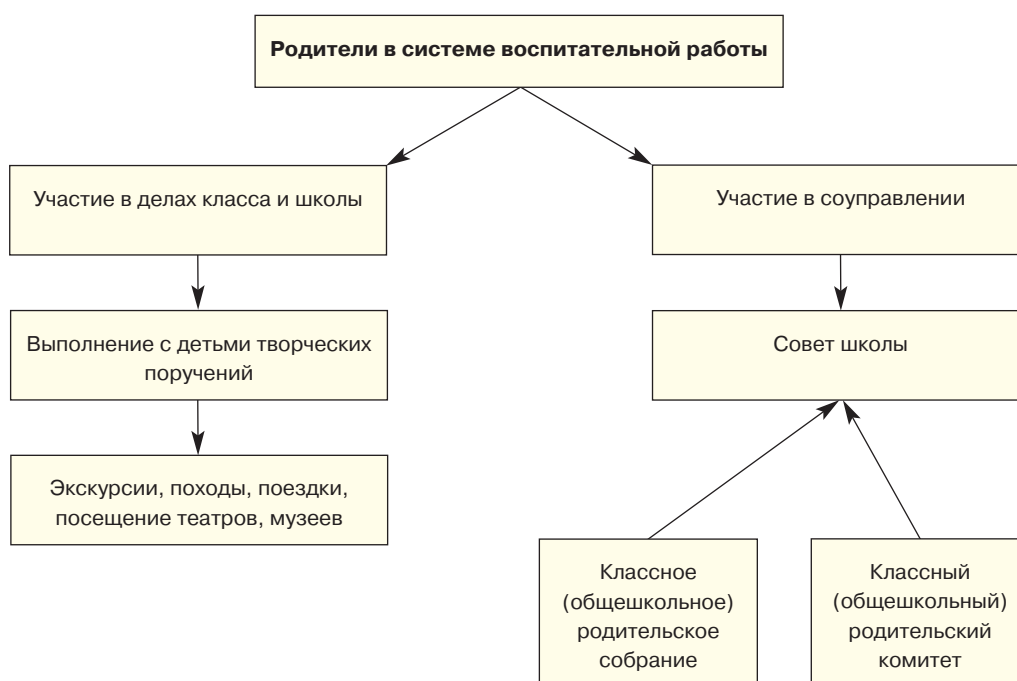 Родители в системе воспитательной работы
Участие в делах класса и школы
Участие в соуправлении
Выполнение с детьми творческих
поручений
Совет школы
Экскурсии, походы, поездки,
посещение театров, музеев
Классное
(общешкольное)
родительское
собрание
Классный
(общешкольный)
родительский
комитет